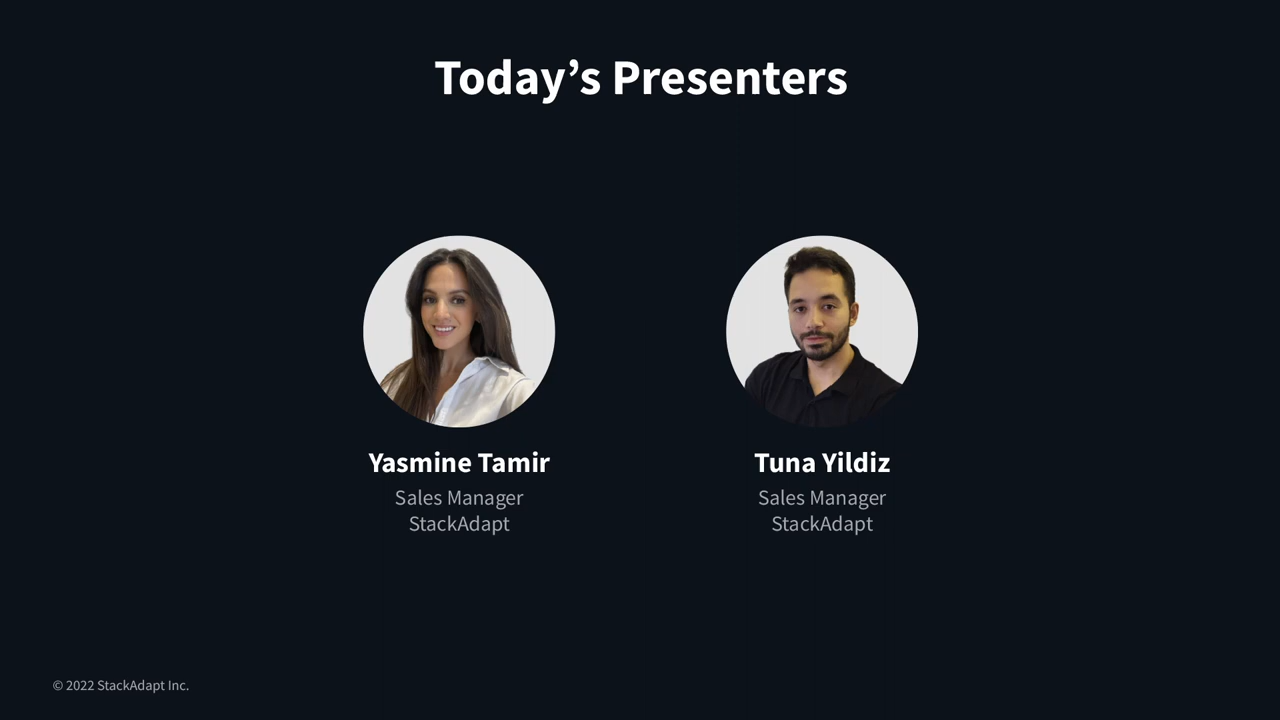 Today’s Presenters
Yasmine Tamir
Sales Manager
StackAdapt
Tuna Yildiz
Sales Manager
StackAdapt
© 2022 StackAdapt Inc.